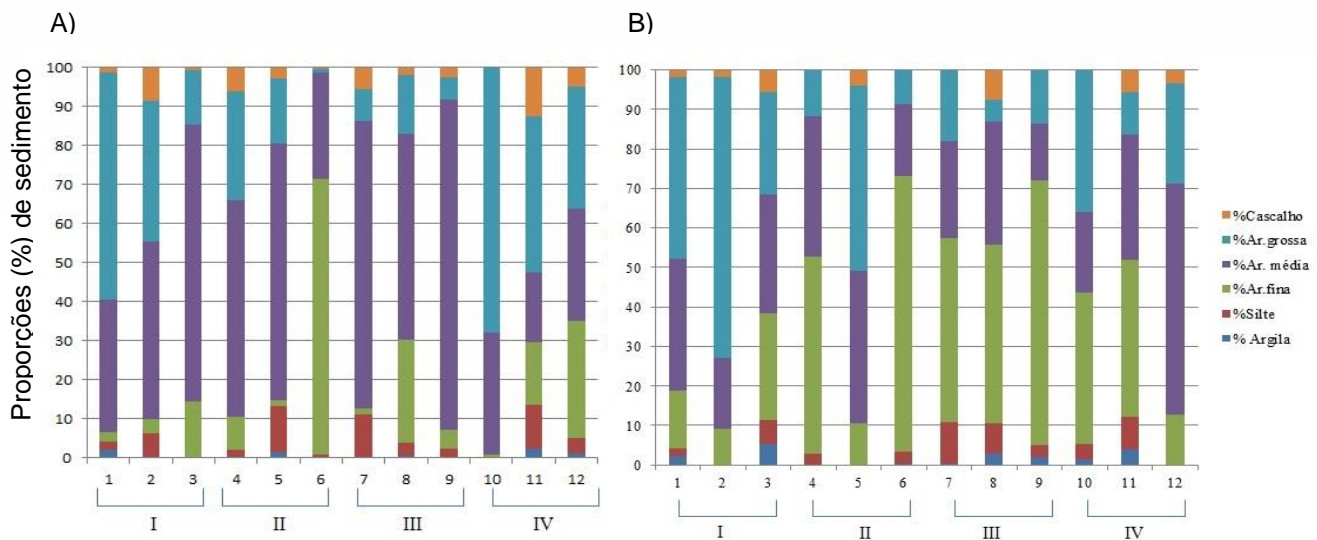 A)
B)
Proporções (%) de sedimento
100
90
80
70
60
50
40
30
20
10
0
1 2 3 4 5 6 7 8 9 10 11 12
I II III IV
100
90
80
70
60
50
40
30
20
10
0
1 2 3 4 5 6 7 8 9 10 11 12
I II III IV
%Cascalho
%Ar.grossa
%Ar. média
%Ar.fina
%Silte
% Argila